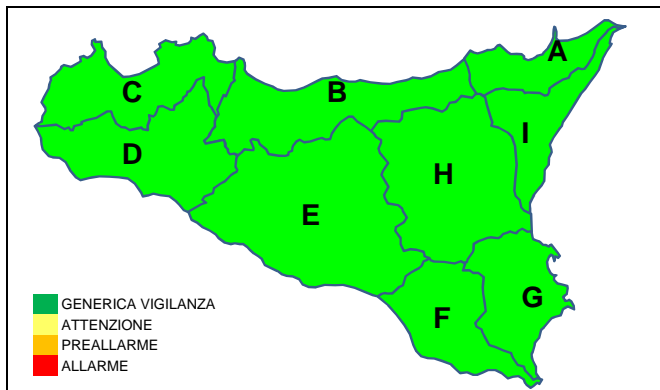 A
B
C
I
D
H
E
G
F
GENERICA VIGILANZA
ATTENZIONE
PREALLARME
ALLARME